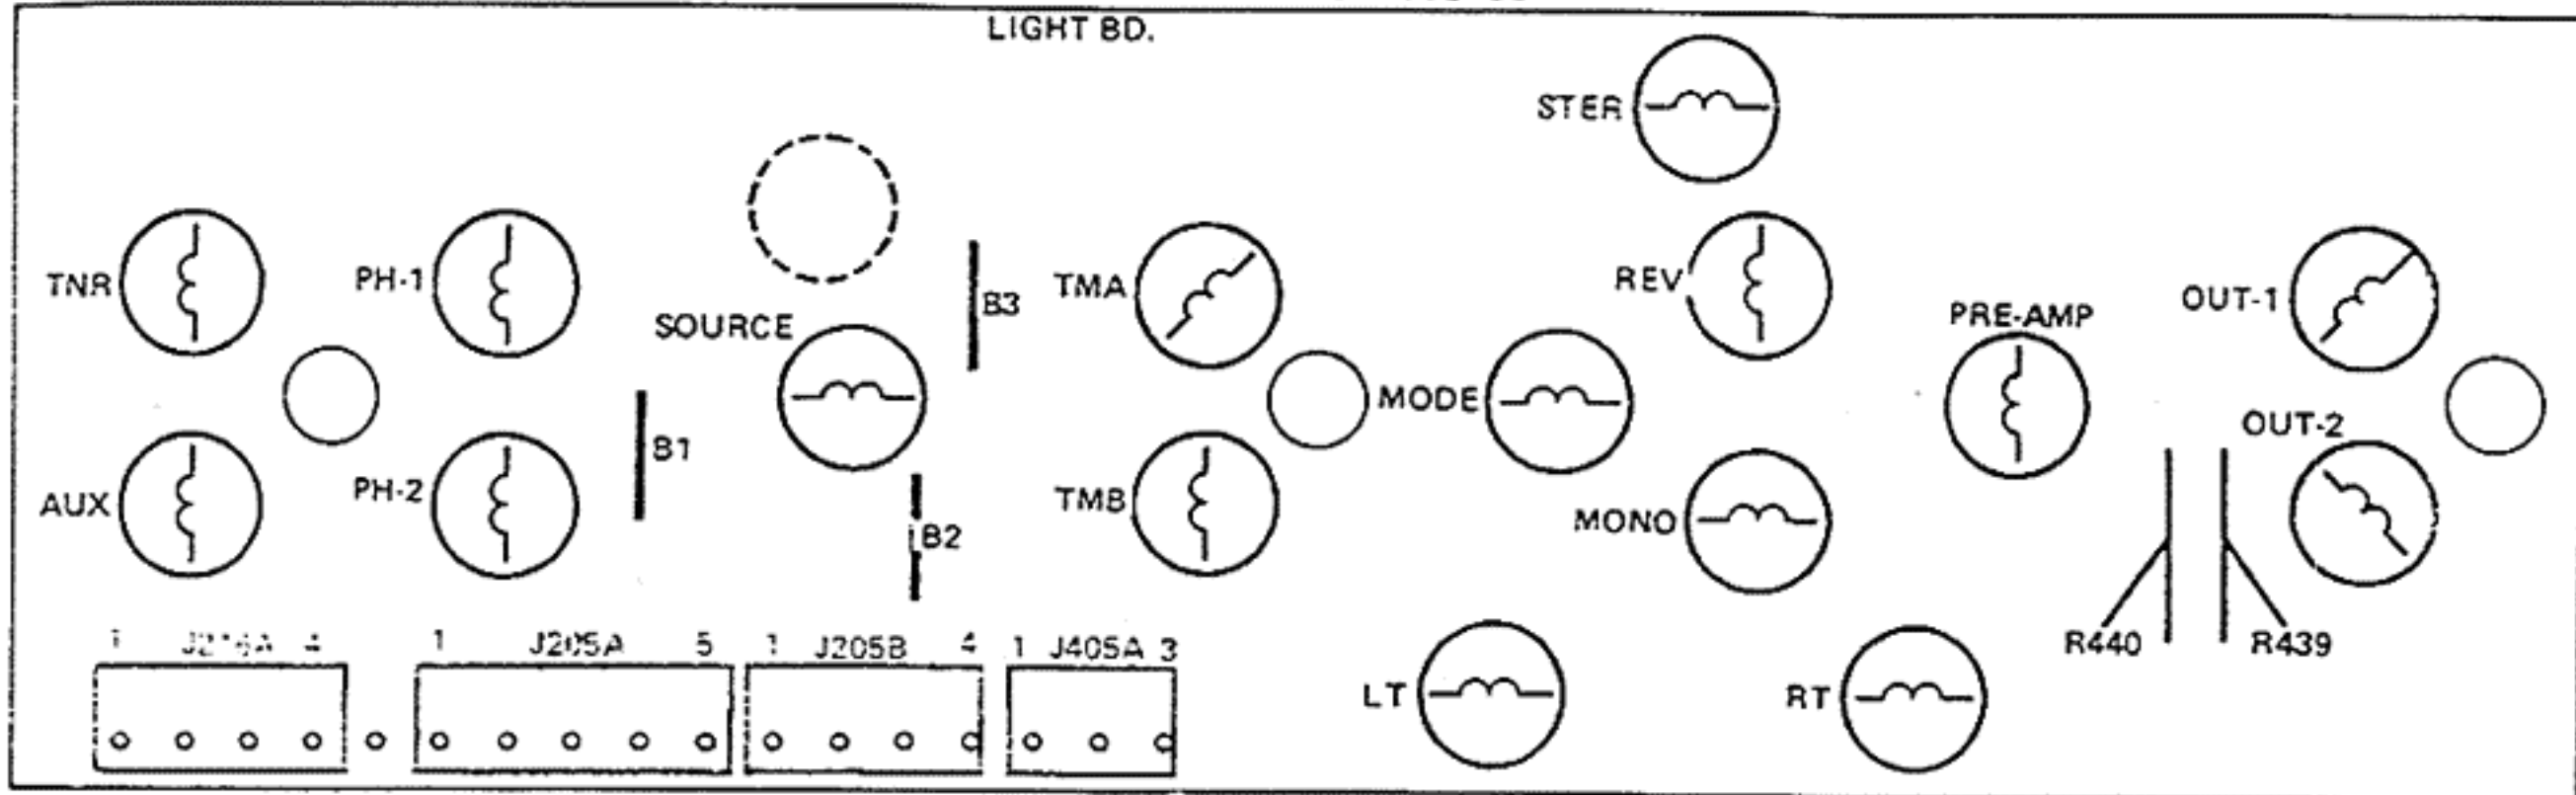 LIGHT BD.
STER
TNR
PH-1
SOURCE
B3
TMA
REV
PRE-AMP
OUT-1
AUX
PH-2
B1
B2
TMB
MODE
MONO
OUT-2
R440
R439
1 4
1 J205A 5
1 J205B 4
1 J405A 3
LT
RT